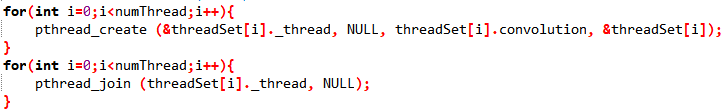 for(int i=0;i<numThread;i++){
    pthread_create (&threadSet[i]._thread, NULL, threadSet[i].convolution, &threadSet[i]);
}
for(int i=0;i<numThread;i++){
    pthread_join (threadSet[i]._thread, NULL);
}